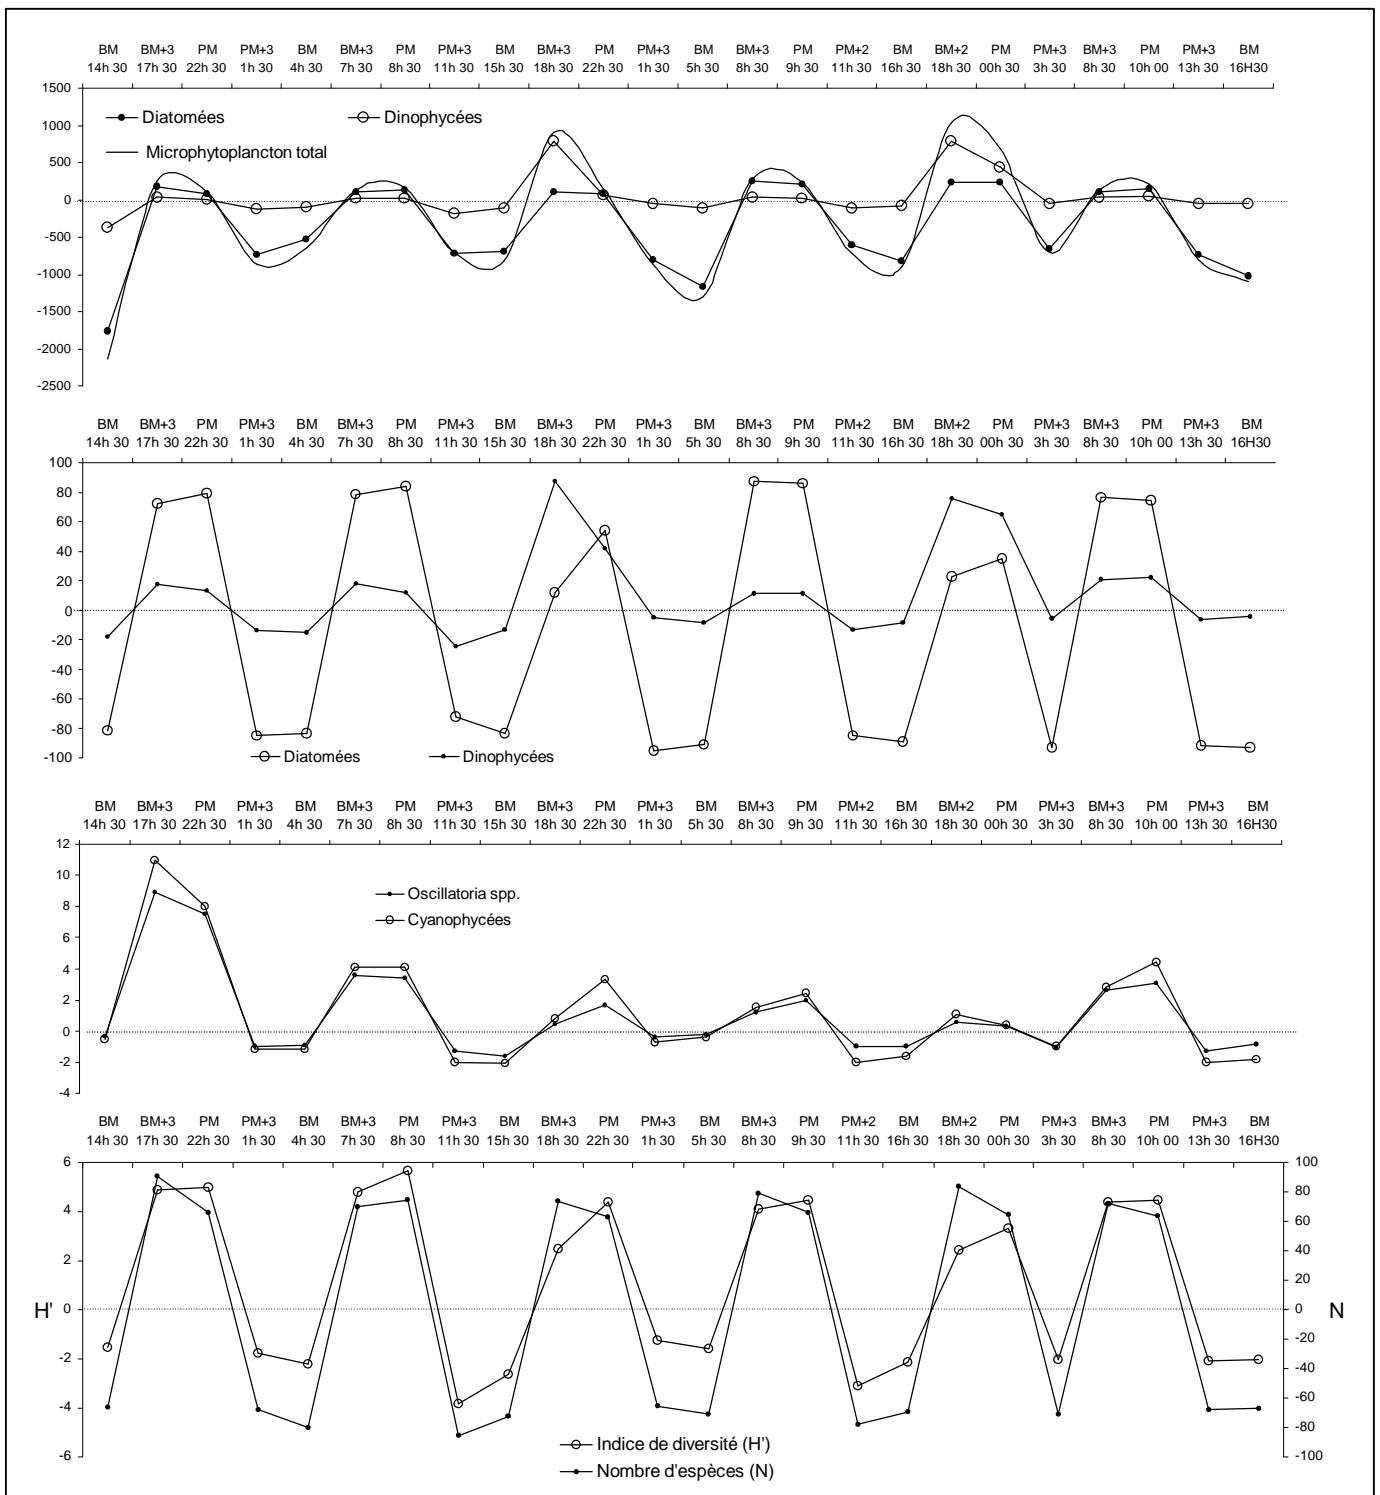 BM BM+3 PM PM+3 BM BM+3 PM PM+3 BM BM+3 PM PM+3 BM BM+3 PM PM+2 BM BM+2 PM PM+3 BM+3 PM PM+3 BM
14h 30 17h 30 22h 30 1h 30 4h 30 7h 30 8h 30 11h 30 15h 30 18h 30 22h 30 1h 30 5h 30 8h 30 9h 30 11h 30 16h 30 18h 30 00h 30 3h 30 8h 30 10h 00 13h 30 16H30
1500
1000
500
0
-500
-1000
-1500
-2000
-2500
Diatomées Dinophycées
Microphytoplancton total
BM BM+3 PM PM+3 BM BM+3 PM PM+3 BM BM+3 PM PM+3 BM BM+3 PM PM+2 BM BM+2 PM PM+3 BM+3 PM PM+3 BM
14h 30 17h 30 22h 30 1h 30 4h 30 7h 30 8h 30 11h 30 15h 30 18h 30 22h 30 1h 30 5h 30 8h 30 9h 30 11h 30 16h 30 18h 30 00h 30 3h 30 8h 30 10h 00 13h 30 16H30
100
80
60
40
20
0
-20
-40
-60
-80
-100
Diatomées Dinophycées
BM BM+3 PM PM+3 BM BM+3 PM PM+3 BM BM+3 PM PM+3 BM BM+3 PM PM+2 BM BM+2 PM PM+3 BM+3 PM PM+3 BM
14h 30 17h 30 22h 30 1h 30 4h 30 7h 30 8h 30 11h 30 15h 30 18h 30 22h 30 1h 30 5h 30 8h 30 9h 30 11h 30 16h 30 18h 30 00h 30 3h 30 8h 30 10h 00 13h 30 16H30
12
10
8
6
4
2
0
-2
-4
Oscillatoria spp.
Cyanophycées
BM BM+3 PM PM+3 BM BM+3 PM PM+3 BM BM+3 PM PM+3 BM BM+3 PM PM+2 BM BM+2 PM PM+3 BM+3 PM PM+3 BM
14h 30 17h 30 22h 30 1h 30 4h 30 7h 30 8h 30 11h 30 15h 30 18h 30 22h 30 1h 30 5h 30 8h 30 9h 30 11h 30 16h 30 18h 30 00h 30 3h 30 8h 30 10h 00 13h 30 16H30
6
4
2
0
-2
-4
-6
H'
100
80
60
40
20
0
-20
-40
-60
-80
-100
N
Indice de diversité (H')
Nombre d'espèces (N)